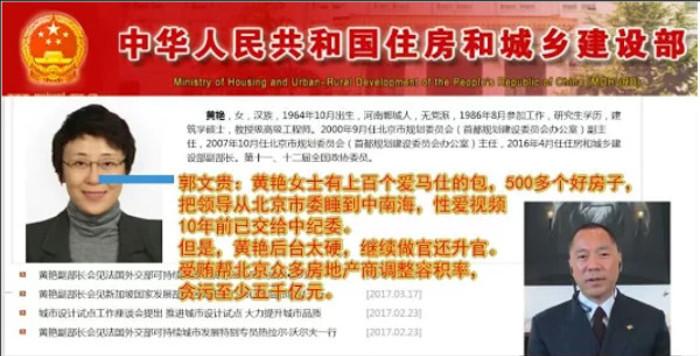 中华人民共和国住房和城乡建设部
Ministry of Housing and Urban-Rural Development of the People's Republic of China (MOHURD)
黄艳，女，汉族，1964年10月出生，河南郸城人，无党派，1986年8月参加工作，研究生学历，建
筑学硕士，教授级高级工程师。2000年9月任北京市规划委员会（首都规划建设委员会办公室）副主
任，2007年10月任北京市规划委员会（首都规划建设委员会办公室）主任，2016年4月任住房和城乡建
设部副部长。第十一、十二届全国政协委员。
郭文贵：黄艳女士有上百个爱马仕的包，500多个好房子，
把领导从北京市委睡到中南海，性爱视频
10年前已交给中纪委。
但是，黄艳后台太硬，继续做官还升官。
受贿帮北京众多房地产商调整容积率，
贪污至少五千亿元。
黄艳副部长会见法国外交部可持续
黄艳副部长会见新加坡国家发展部 [2017.03.17]
城市设计试点工作座谈会提出 推进城市设计试点 大力提升城市品质 [2017.02.23]
黄艳副部长会见法国外交部可持续城市发展特别专员热拉尔·沃尔夫一行 [2017.02.23]